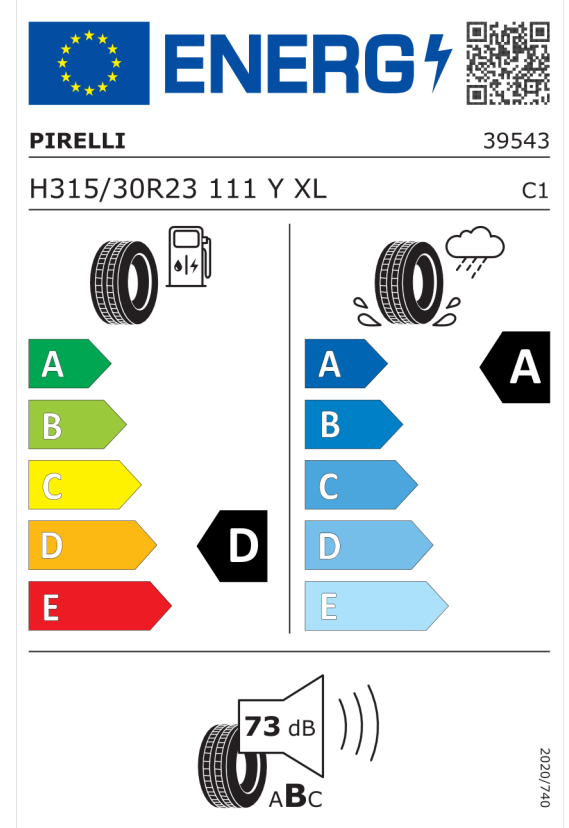 ENERG
PIRELLI 39543
H315/30R23 111 Y XL C1
A A A
B B
C C
D D D
E E
73 dB
ABC
2020/740